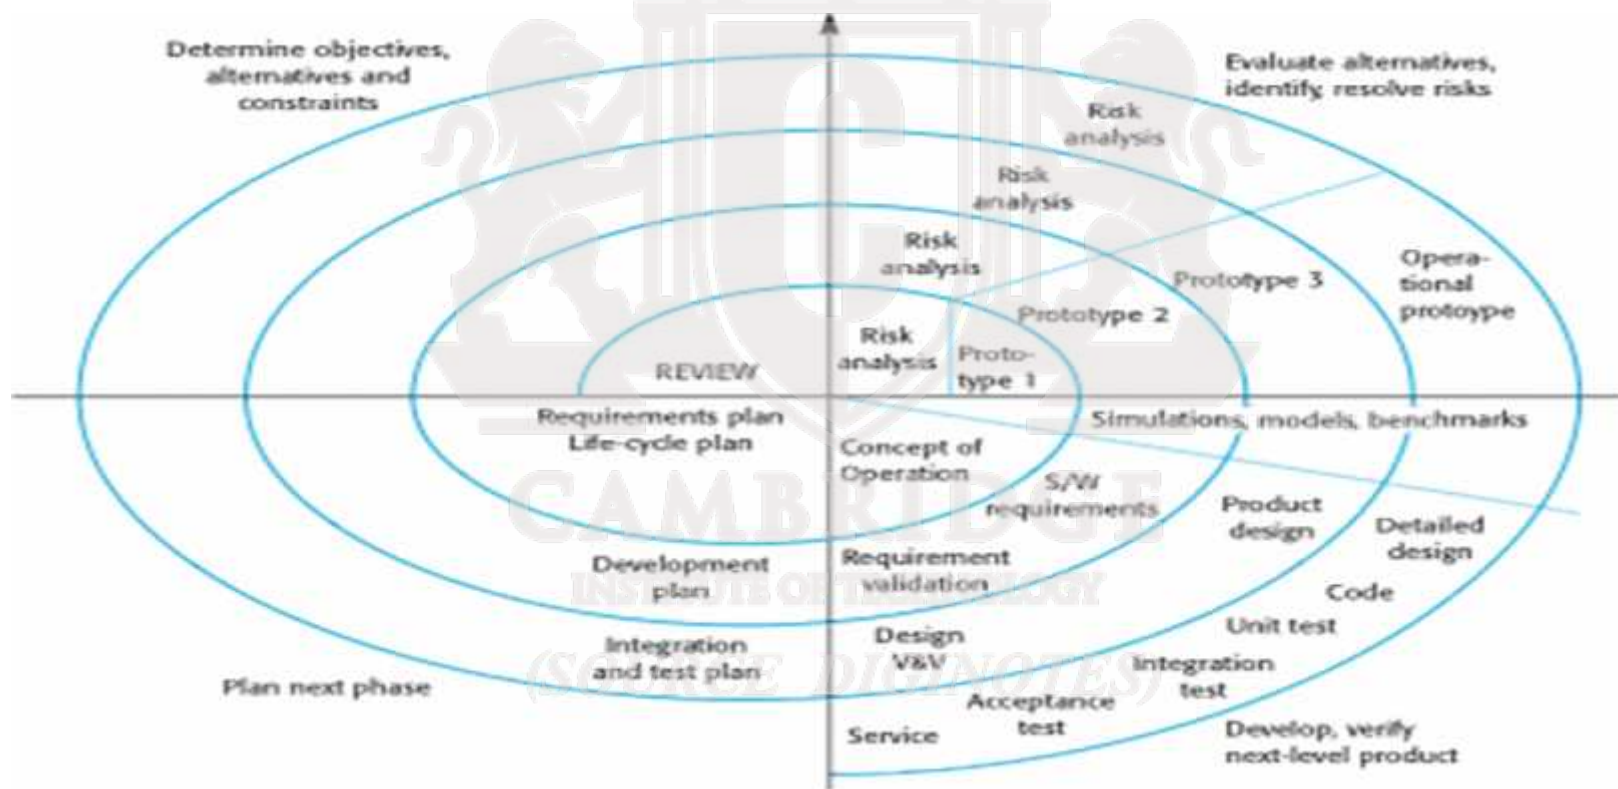 Determine objectives,
alternatives and
constraints
Evaluate alternatives,
identify, resolve risks
Risk
analysis
Risk
analysis
Risk
analysis
Risk
analysis
Proto-
type 1
Prototype 2
Prototype 3
Opera-
tional
protoype
REVIEW
Requirements plan
Life-cycle plan
Simulations, models, benchmarks
Concept of
Operation
S/W
requirements
Product
design
Detailed
design
Development
plan
Requirement
validation
Code
Unit test
Integration
and test plan
Design
V&V
Integration
test
Plan next phase
Acceptance
test
Service
Develop, verify
next-level product
C
CAMBRIDGE
INSTITUTE OF TECHNOLOGY
(SOURCE DIGINOTES)